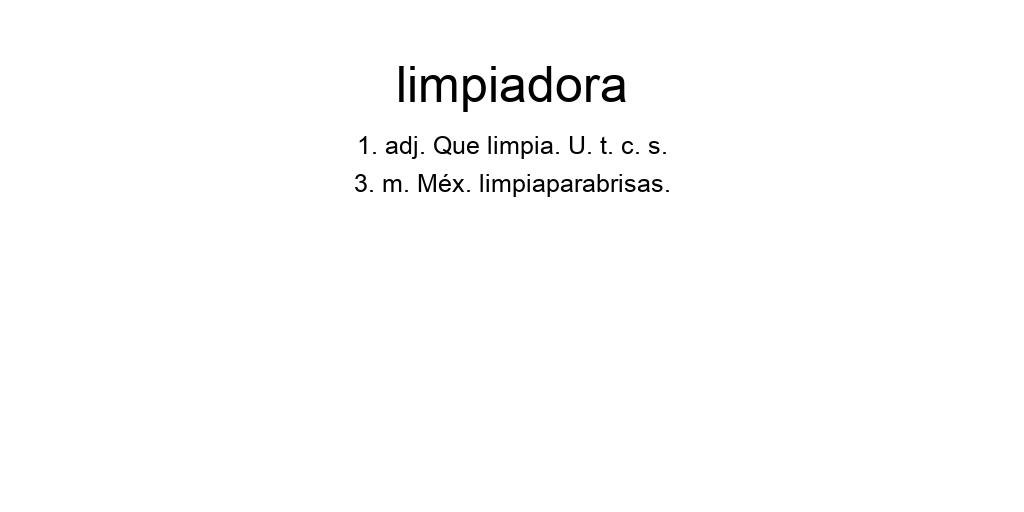 limpiadora
1. adj. Que limpia. U. t. c. s.
3. m. Méx. limpiaparabrisas.